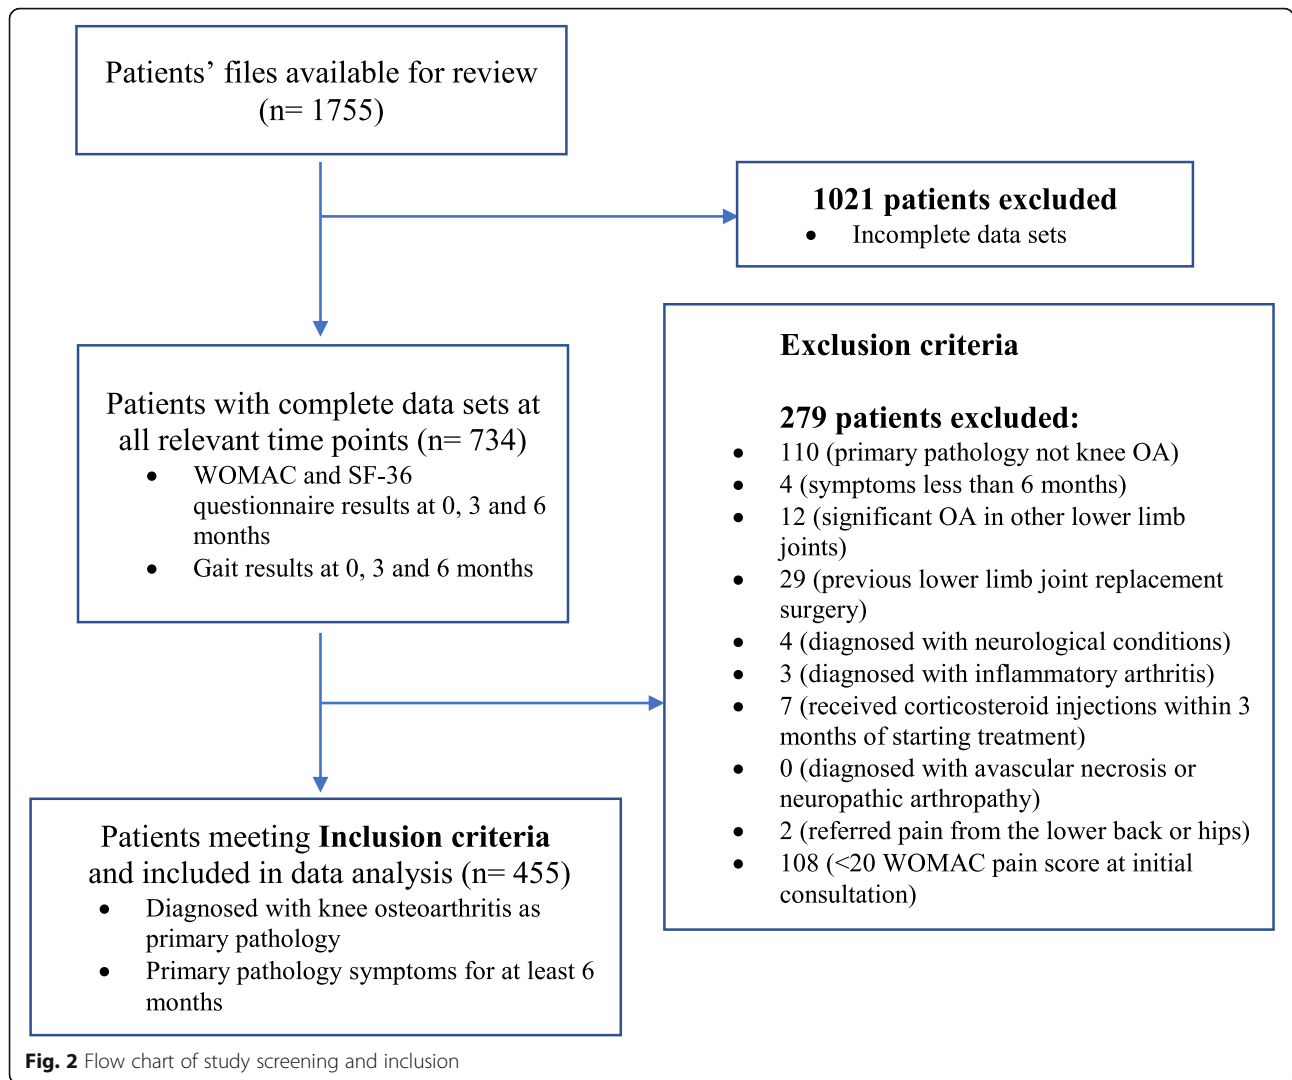 Patients’ files available for review
(n= 1755)
1021 patients excluded
• Incomplete data sets
Patients with complete data sets at
all relevant time points (n= 734)
• WOMAC and SF-36
questionnaire results at 0, 3 and 6
months
• Gait results at 0, 3 and 6 months
Exclusion criteria
279 patients excluded:
• 110 (primary pathology not knee OA)
• 4 (symptoms less than 6 months)
• 12 (significant OA in other lower limb
joints)
• 29 (previous lower limb joint replacement
surgery)
• 4 (diagnosed with neurological conditions)
• 3 (diagnosed with inflammatory arthritis)
• 7 (received corticosteroid injections within 3
months of starting treatment)
• 0 (diagnosed with avascular necrosis or
neuropathic arthropathy)
• 2 (referred pain from the lower back or hips)
• 108 (<20 WOMAC pain score at initial
consultation)
Patients meeting Inclusion criteria
and included in data analysis (n= 455)
• Diagnosed with knee osteoarthritis as
primary pathology
• Primary pathology symptoms for at least 6
months
Fig. 2 Flow chart of study screening and inclusion